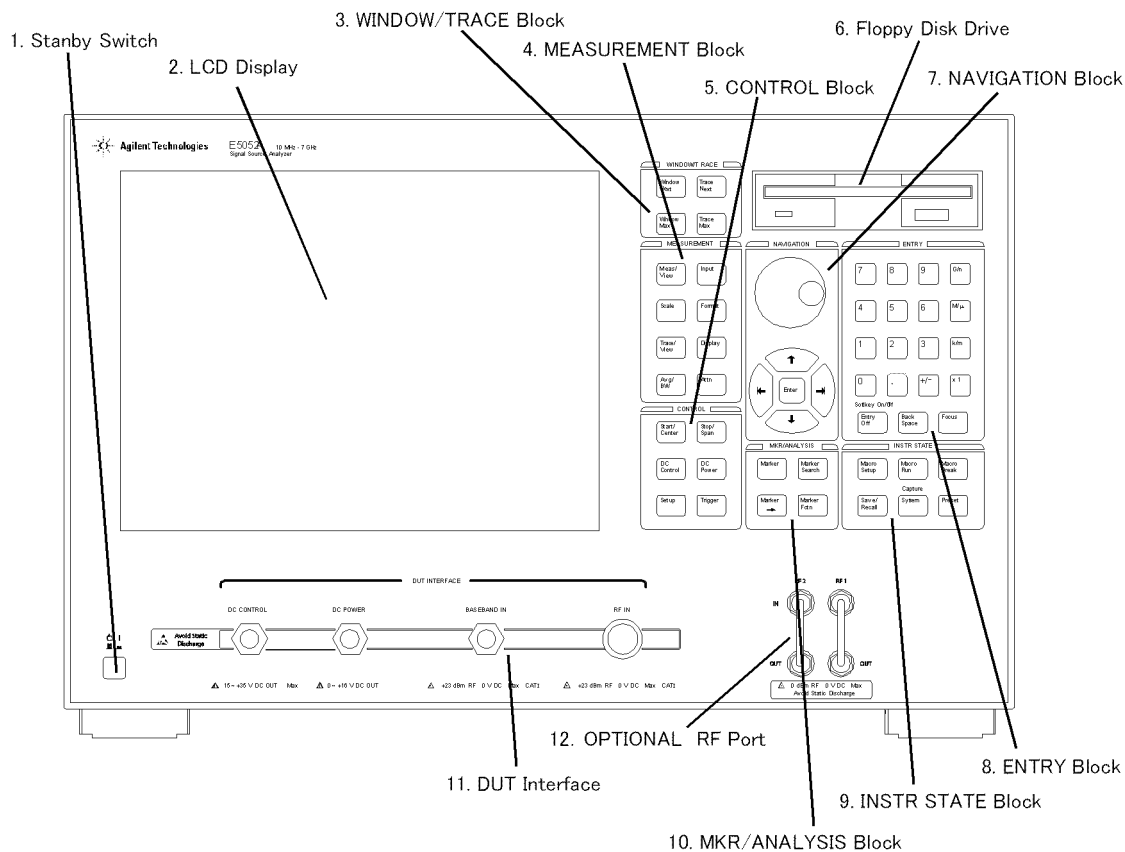 3. WINDOW/TRACE Block
1. Stanby Switch
6. Floppy Disk Drive
4. MEASUREMENT Block
2. LCD Display
7. NAVIGATION Block
5. CONTROL Block
Agilent Technologies
E5052
10 MHz - 7 GHz
Signal Source Analyzer
WINDOW/TRACE
Window
Trace
Next
Window
Max
Trace
Max
MEASUREMENT
NAVIGATION
ENTRY
Meas/
View
Input
7 8 9 G/n
Scale
Format
4 5 6 M/μ
Trace/
View
Display
1 2 3 k/m
Avg/
BW
Attn
Enter
0 . +/- x 1
Softkey On/Off
Entry
Off
Back
Space
Focus
CONTROL
Start/
Center
Stop/
Span
MKR/ANALYSIS
INSTR STATE
DC
Control
DC
Power
Marker
Marker
Search
Macro
Setup
Macro
Run
Macro
Break
Capture
Setup
Trigger
Marker
Marker
Fctn
Save/
Recall
System
Preset
DUT INTERFACE
DC CONTROL
DC POWER
BASEBAND IN
RF IN
RF2
RF1
IN
Avoid Static
Discharge
OUT
OUT
15 ~ +35 V DC OUT Max
0 ~ +16 V DC OUT
+23 dBm RF 0 V DC Max CAT1
+23 dBm RF 0 V DC Max CAT1
0 dBm RF 0 V DC Max
Avoid Static Discharge
12. OPTIONAL RF Port
8. ENTRY Block
11. DUT Interface
9. INSTR STATE Block
10. MKR/ANALYSIS Block